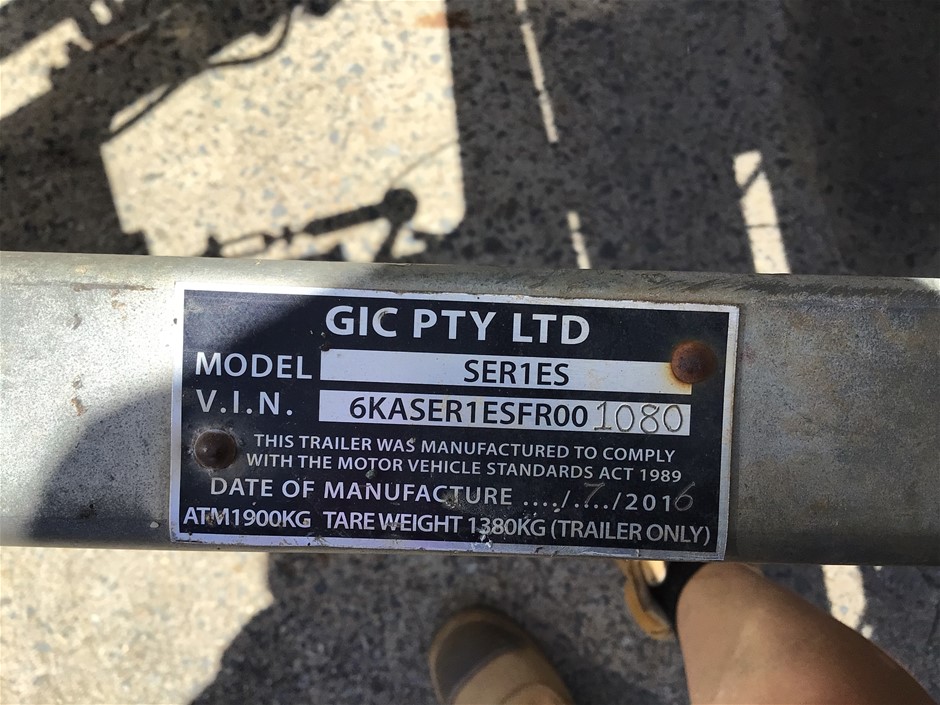 GIC PTY LTD
MODEL SER1ES
V.I.N. 6KASER1ESFR001080
THIS TRAILER WAS MANUFACTURED TO COMPLY
WITH THE MOTOR VEHICLE STANDARDS ACT 1989
DATE OF MANUFACTURE ..../.7../2016
ATM1900KG TARE WEIGHT 1380KG (TRAILER ONLY)